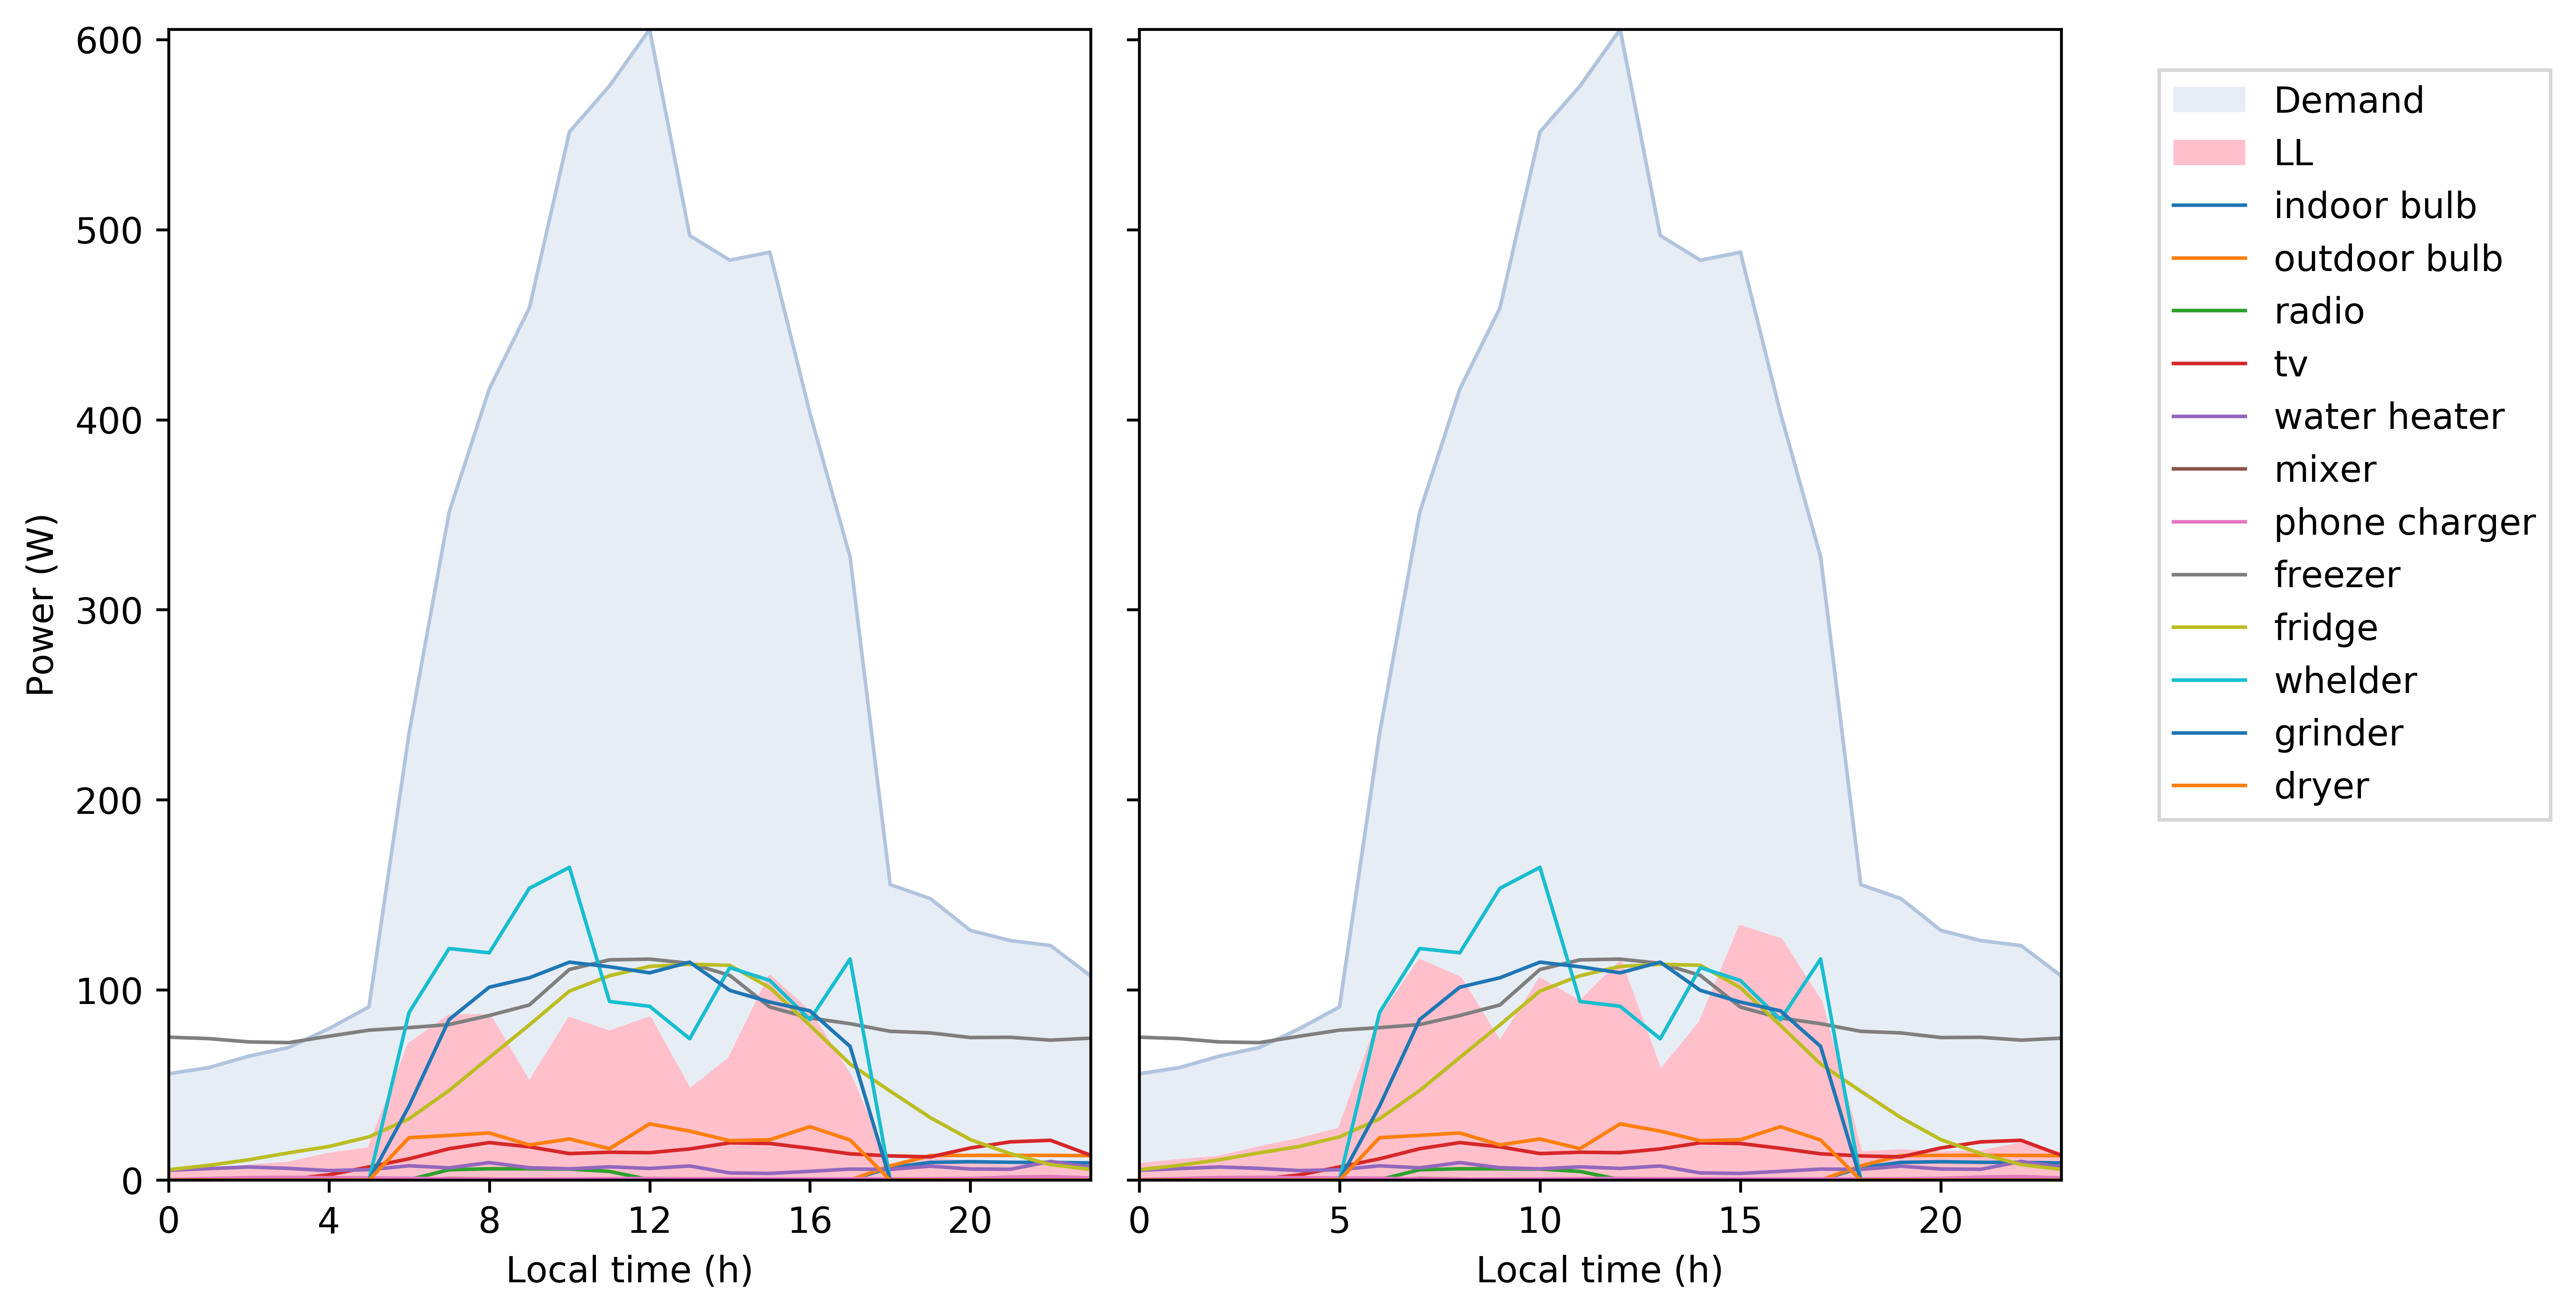 600
500
400
300
200
100
0
Power (W)
0 4 8 12 16 20
Local time (h)
0 5 10 15 20
Local time (h)
Demand
LL
indoor bulb
outdoor bulb
radio
tv
water heater
mixer
phone charger
freezer
fridge
whelder
grinder
dryer